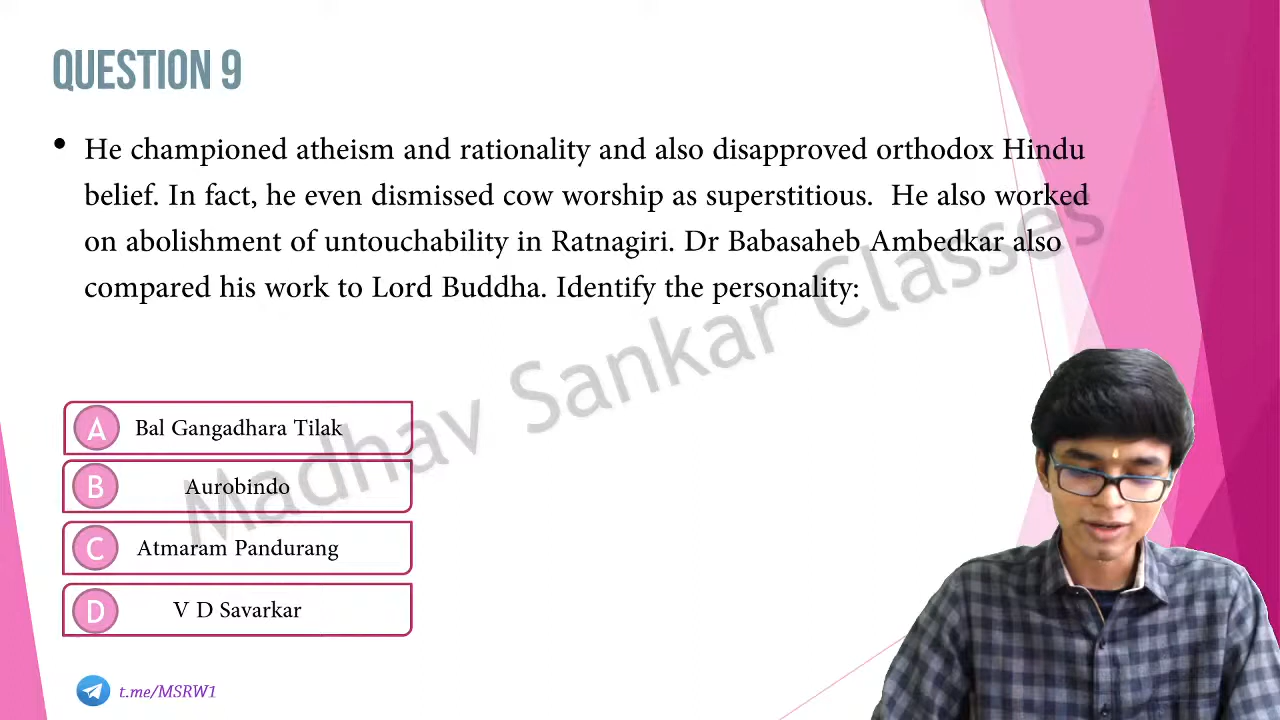 QUESTION 9
• He championed atheism and rationality and also disapproved orthodox Hindu
belief. In fact, he even dismissed cow worship as superstitious.  He also worked
on abolishment of untouchability in Ratnagiri. Dr Babasaheb Ambedkar also
compared his work to Lord Buddha. Identify the personality:
Madhav Sankar Classes
A Bal Gangadhara Tilak
B Aurobindo
C Atmaram Pandurang
D V D Savarkar
t.me/MSRW1